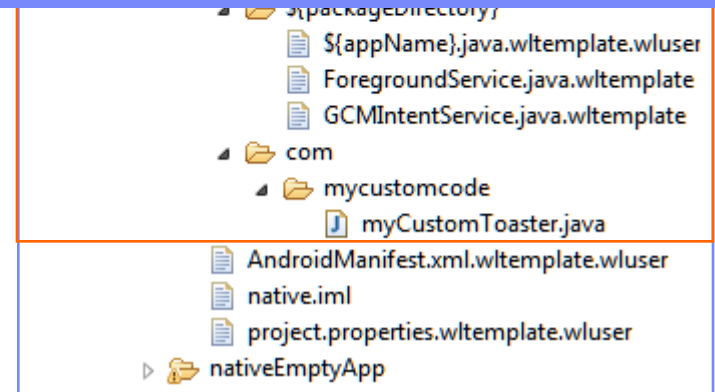 ${packageDirectory}
${appName}.java.wltemplate.wluser
ForegroundService.java.wltemplate
GCMIntentService.java.wltemplate
com
mycustomcode
myCustomToaster.java
AndroidManifest.xml.wltemplate.wluser
native.iml
project.properties.wltemplate.wluser
nativeEmptyApp